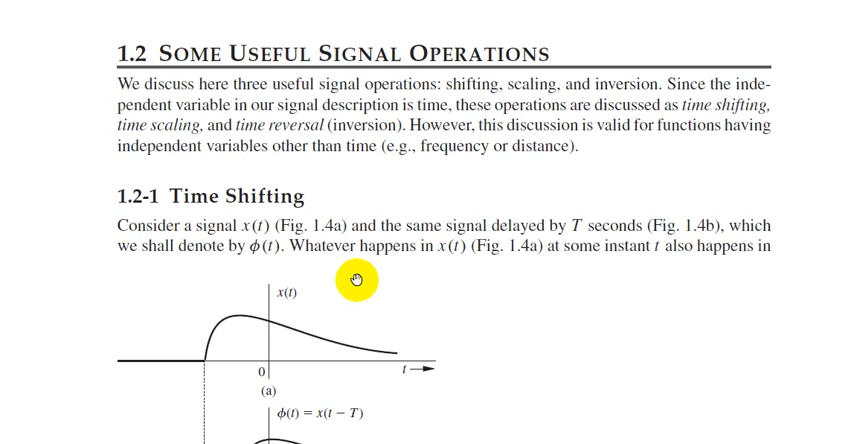 1.2 SOME USEFUL SIGNAL OPERATIONS
We discuss here three useful signal operations: shifting, scaling, and inversion. Since the inde-
pendent variable in our signal description is time, these operations are discussed as time shifting,
time scaling, and time reversal (inversion). However, this discussion is valid for functions having
independent variables other than time (e.g., frequency or distance).
1.2-1 Time Shifting
Consider a signal x(t) (Fig. 1.4a) and the same signal delayed by T seconds (Fig. 1.4b), which
we shall denote by ϕ(t). Whatever happens in x(t) (Fig. 1.4a) at some instant t also happens in
x(t)
0
t
(a)
ϕ(t) = x(t − T)